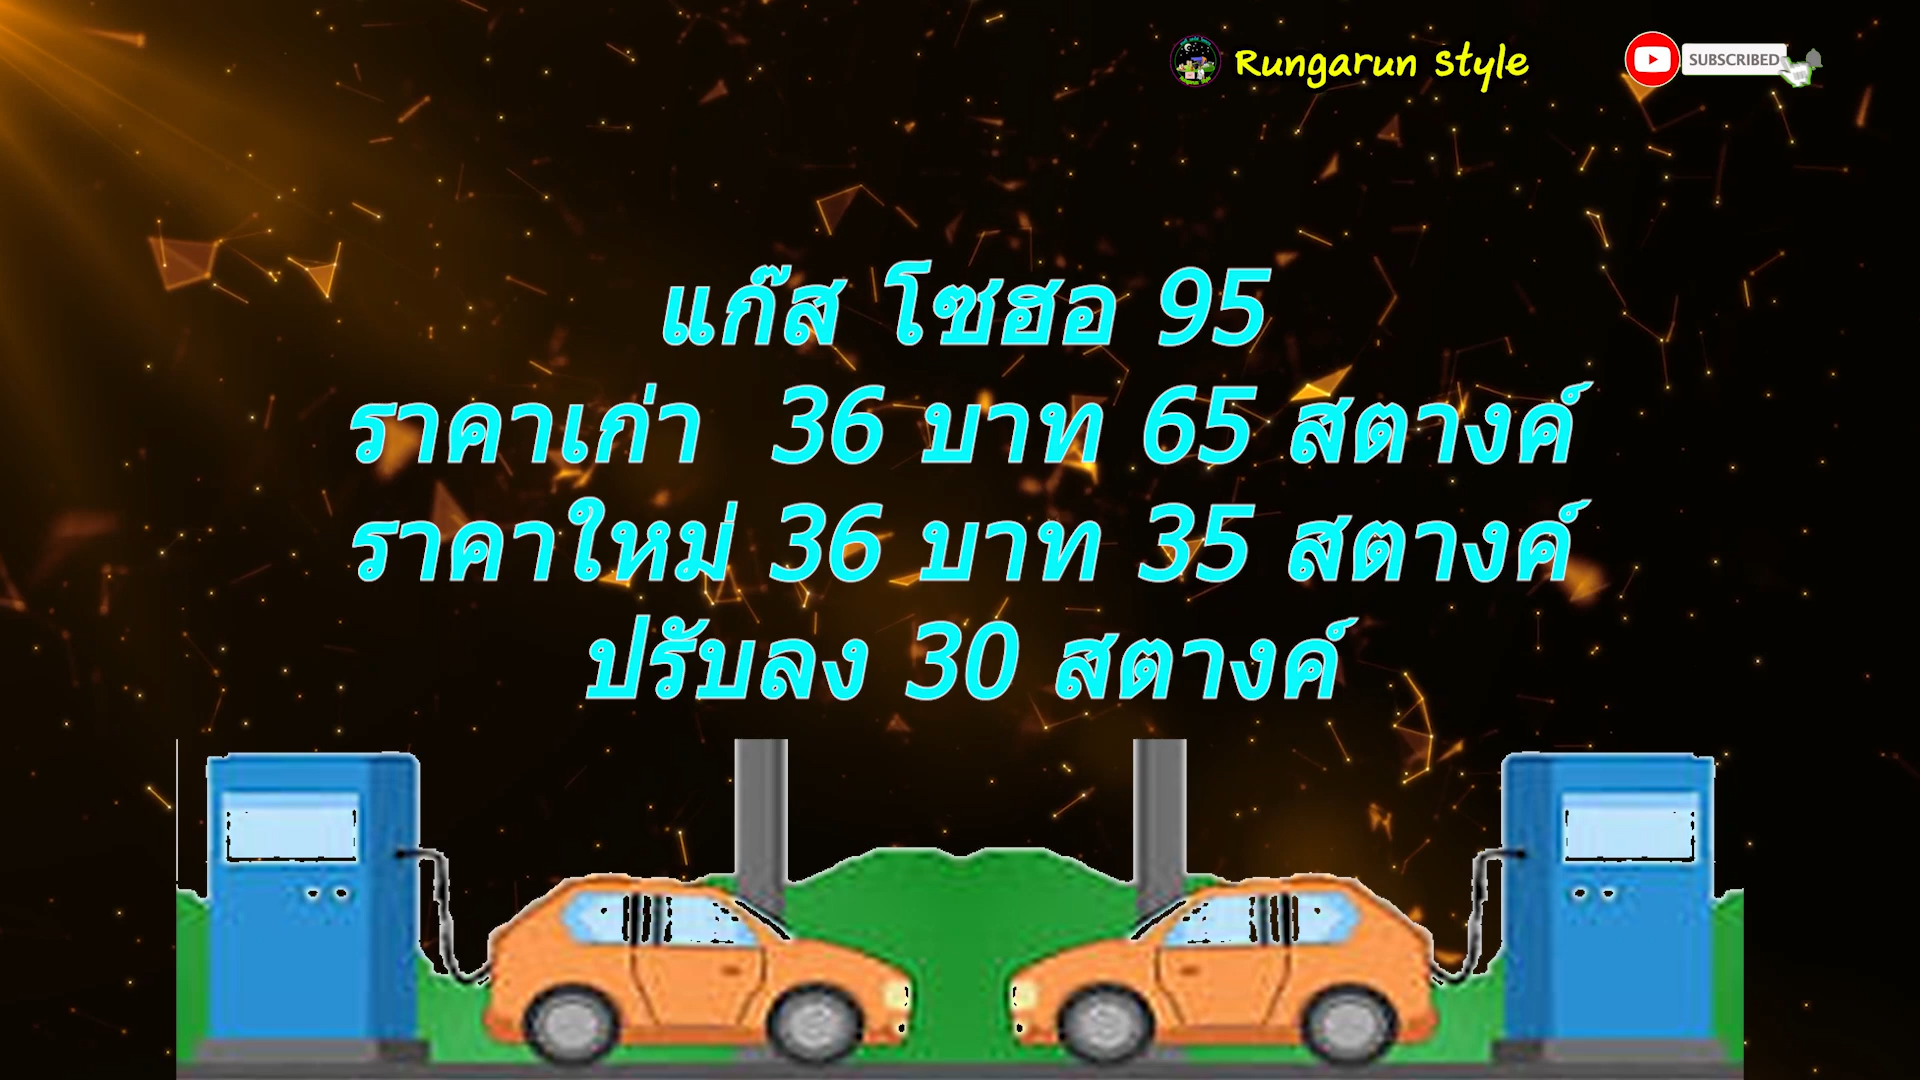 Rungarun style
SUBSCRIBED
แก๊ส โซฮอ 95
ราคาเก่า 36 บาท 65 สตางค์
ราคาใหม่ 36 บาท 35 สตางค์
ปรับลง 30 สตางค์